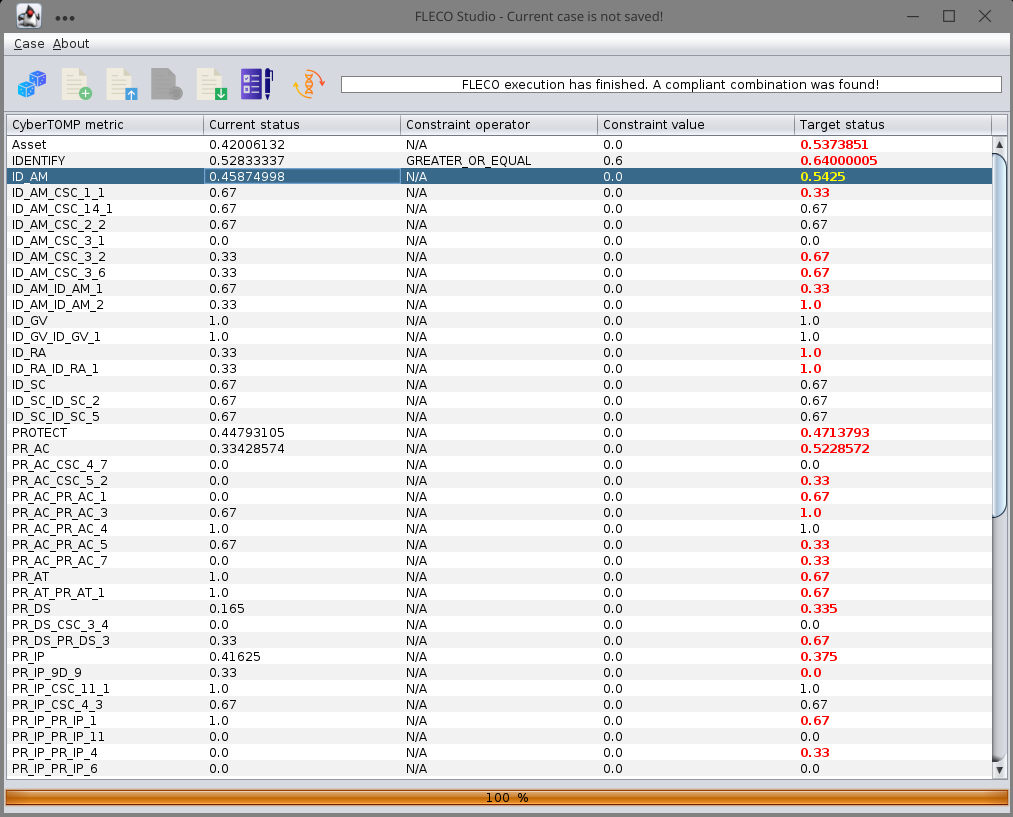 FLECO Studio - Current case is not saved!
Case About
FLECO execution has finished. A compliant combination was found!
CyberTOMP metric Current status Constraint operator Constraint value Target status
Asset 0.42006132 N/A 0.0 0.5373851
IDENTIFY 0.52833337 GREATER_OR_EQUAL 0.6 0.64000005
ID_AM 0.45874998 N/A 0.0 0.5425
ID_AM_CSC_1_1 0.67 N/A 0.0 0.33
ID_AM_CSC_14_1 0.67 N/A 0.0 0.67
ID_AM_CSC_2_2 0.67 N/A 0.0 0.67
ID_AM_CSC_3_1 0.0 N/A 0.0 0.0
ID_AM_CSC_3_2 0.33 N/A 0.0 0.67
ID_AM_CSC_3_6 0.33 N/A 0.0 0.67
ID_AM_ID_AM_1 0.67 N/A 0.0 0.33
ID_AM_ID_AM_2 0.33 N/A 0.0 1.0
ID_GV 1.0 N/A 0.0 1.0
ID_GV_ID_GV_1 1.0 N/A 0.0 1.0
ID_RA 0.33 N/A 0.0 1.0
ID_RA_ID_RA_1 0.33 N/A 0.0 1.0
ID_SC 0.67 N/A 0.0 0.67
ID_SC_ID_SC_2 0.67 N/A 0.0 0.67
ID_SC_ID_SC_5 0.67 N/A 0.0 0.67
PROTECT 0.44793105 N/A 0.0 0.4713793
PR_AC 0.33428574 N/A 0.0 0.5228572
PR_AC_CSC_4_7 0.0 N/A 0.0 0.0
PR_AC_CSC_5_2 0.0 N/A 0.0 0.33
PR_AC_PR_AC_1 0.0 N/A 0.0 0.67
PR_AC_PR_AC_3 0.67 N/A 0.0 1.0
PR_AC_PR_AC_4 1.0 N/A 0.0 1.0
PR_AC_PR_AC_5 0.67 N/A 0.0 0.33
PR_AC_PR_AC_7 0.0 N/A 0.0 0.33
PR_AT 1.0 N/A 0.0 0.67
PR_AT_PR_AT_1 1.0 N/A 0.0 0.67
PR_DS 0.165 N/A 0.0 0.335
PR_DS_CSC_3_4 0.0 N/A 0.0 0.0
PR_DS_PR_DS_3 0.33 N/A 0.0 0.67
PR_IP 0.41625 N/A 0.0 0.375
PR_IP_9D_9 0.33 N/A 0.0 0.0
PR_IP_CSC_11_1 1.0 N/A 0.0 1.0
PR_IP_CSC_4_3 0.67 N/A 0.0 0.67
PR_IP_PR_IP_1 1.0 N/A 0.0 0.67
PR_IP_PR_IP_11 0.0 N/A 0.0 0.0
PR_IP_PR_IP_4 0.0 N/A 0.0 0.33
PR_IP_PR_IP_6 0.0 N/A 0.0 0.0
100 %